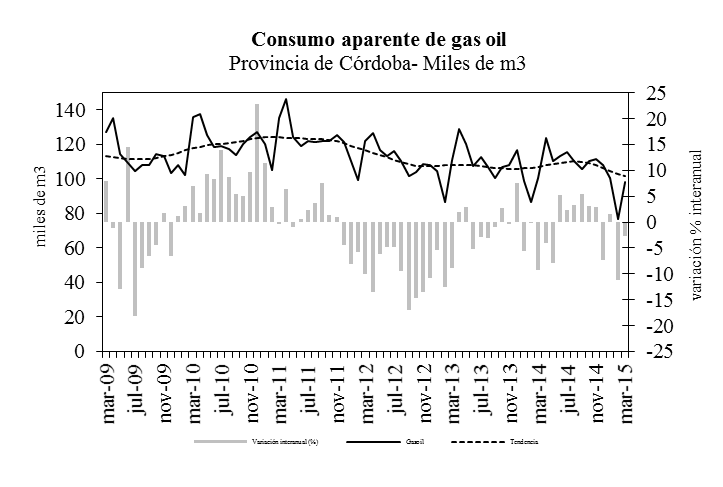 Consumo aparente de gas oil
Provincia de Córdoba- Miles de m3
miles de m3
140
120
100
80
60
40
20
0
25
20
15
10
5
0
-5
-10
-15
-20
-25
variación % interanual
mar-09
jul-09
nov-09
mar-10
jul-10
nov-10
mar-11
jul-11
nov-11
mar-12
jul-12
nov-12
mar-13
jul-13
nov-13
mar-14
jul-14
nov-14
mar-15
Variación interanual (%)
Gasoil
Tendencia